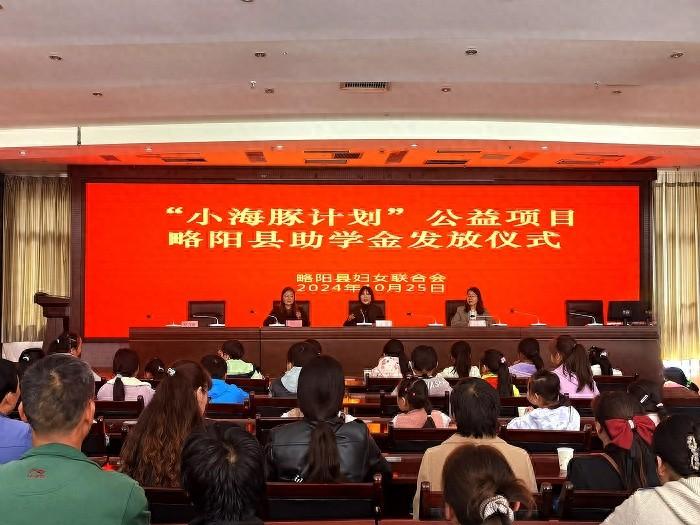 “小海豚计划”公益项目
略阳县助学金发放仪式
略阳县妇女联合会
2024年10月25日